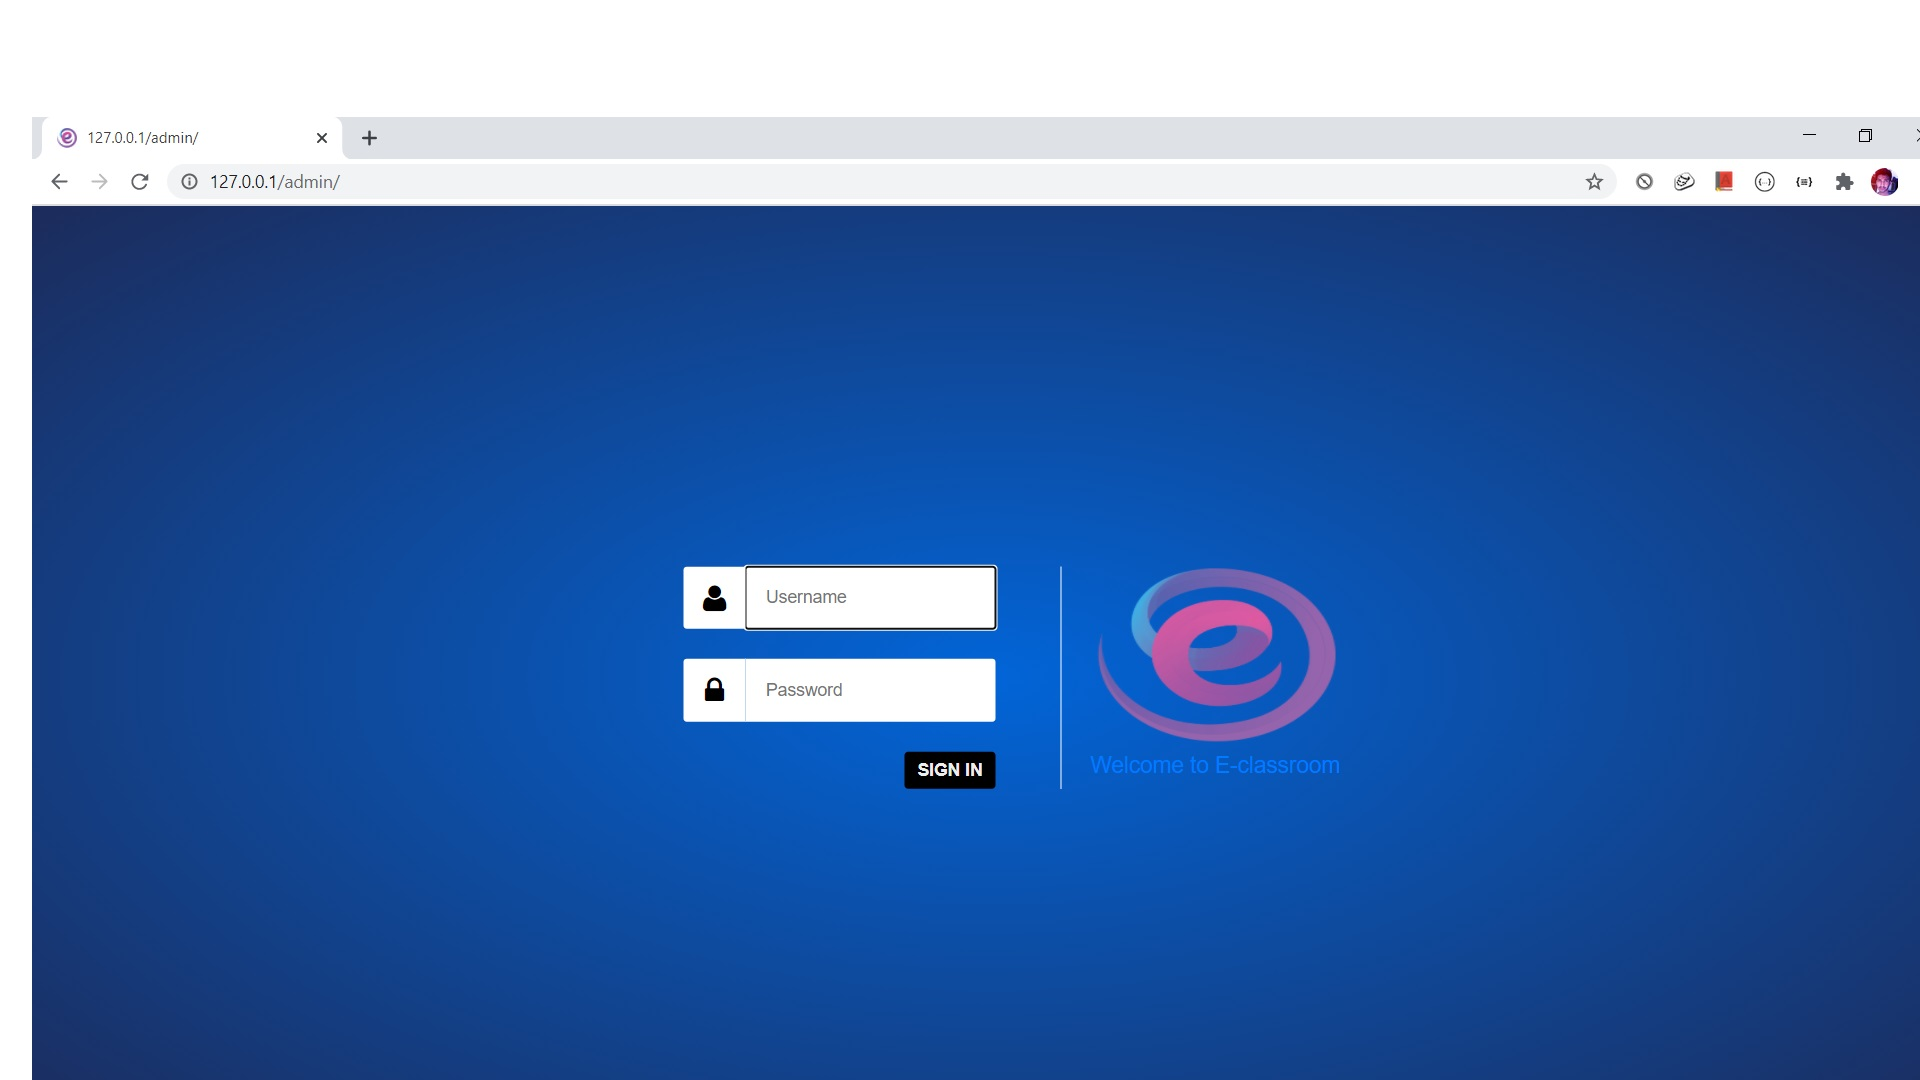 127.0.0.1/admin/
127.0.0.1/admin/
Username
Password
SIGN IN
Welcome to E-classroom